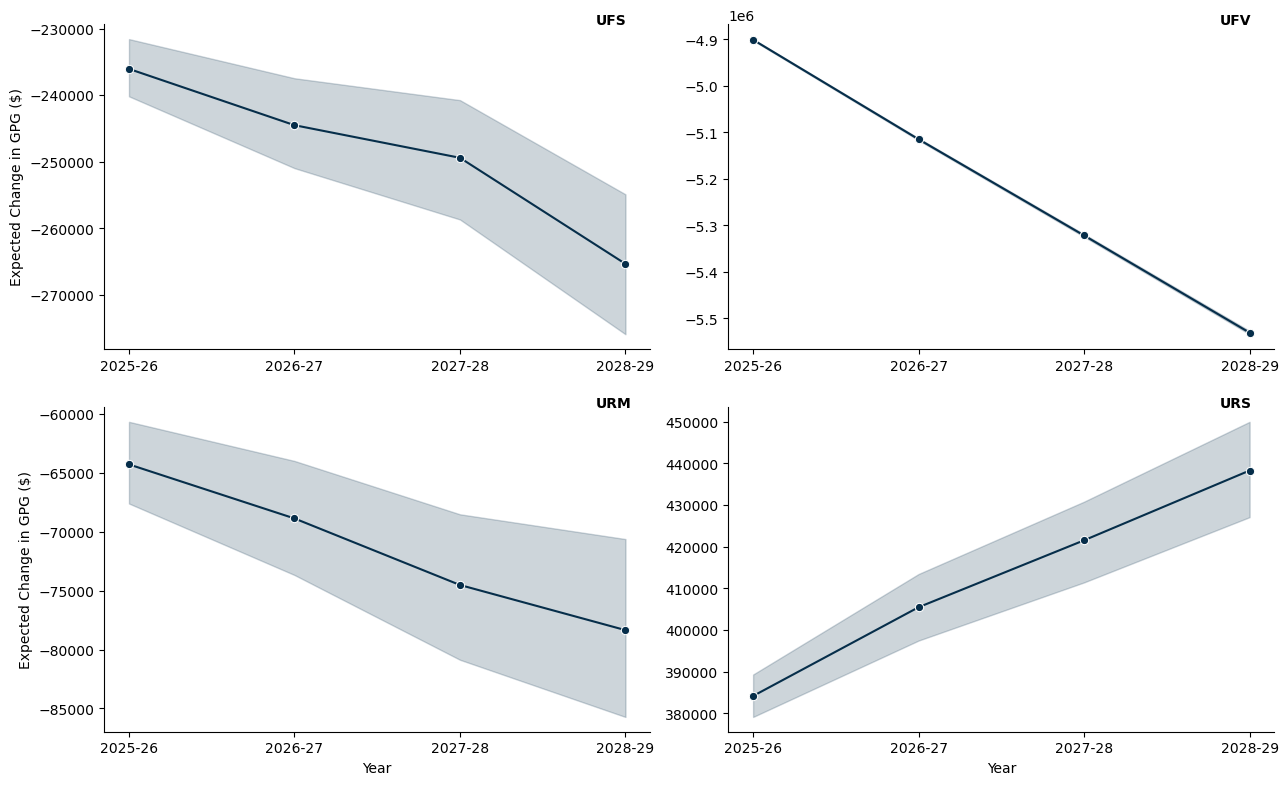 UFS
Expected Change in GPG ($)
−230000
−240000
−250000
−260000
−270000
2025-26 2026-27 2027-28 2028-29
UFV
1e6
−4.9
−5.0
−5.1
−5.2
−5.3
−5.4
−5.5
2025-26 2026-27 2027-28 2028-29
URM
Expected Change in GPG ($)
−60000
−65000
−70000
−75000
−80000
−85000
2025-26 2026-27 2027-28 2028-29
Year
URS
450000
440000
430000
420000
410000
400000
390000
380000
2025-26 2026-27 2027-28 2028-29
Year